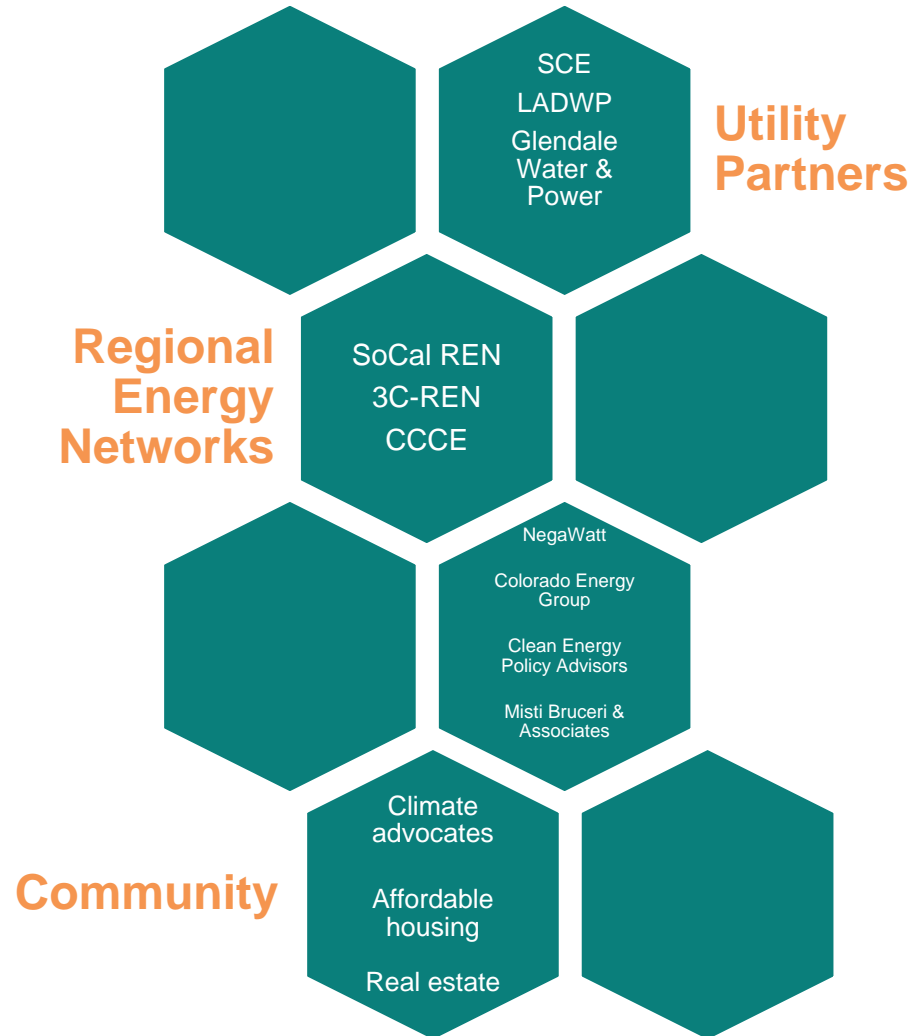 SCE
LADWP
Glendale
Water &
Power
Utility
Partners
Regional
Energy
Networks
SoCal REN
3C-REN
CCCE
NegaWatt
Colorado Energy
Group
Clean Energy
Policy Advisors
Misti Bruceri &
Associates
Community
Climate
advocates
Affordable
housing
Real estate